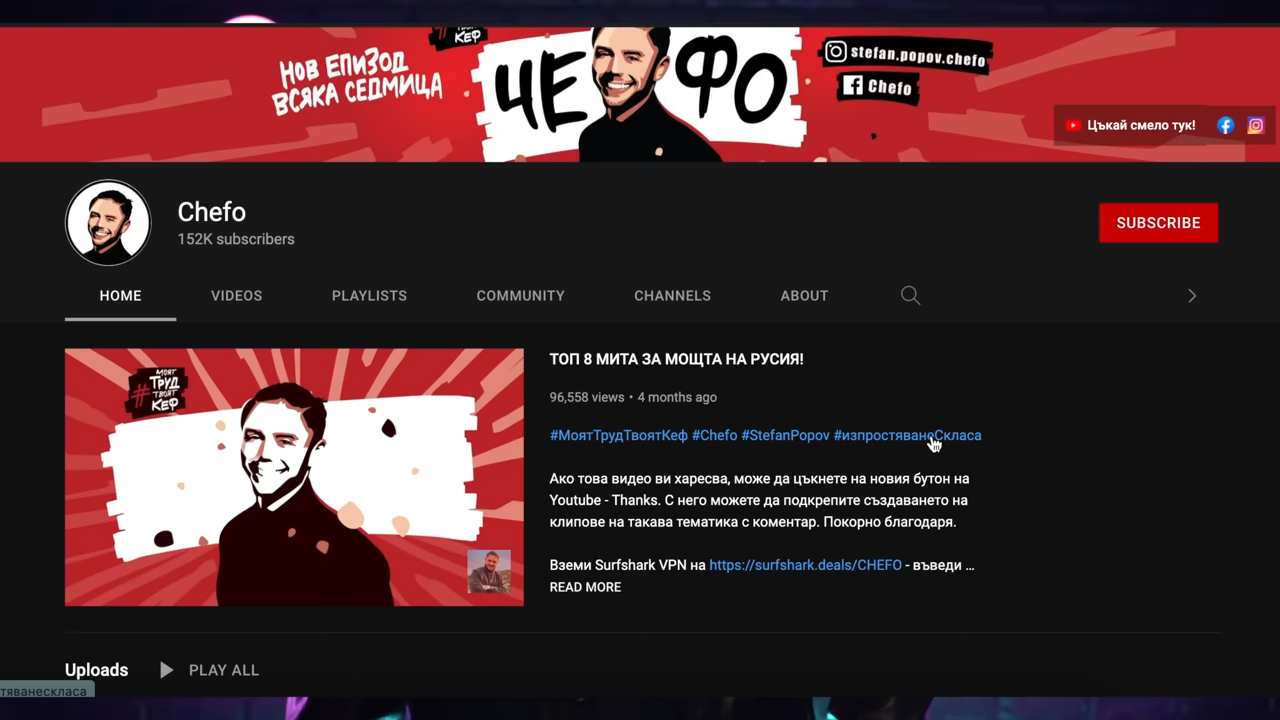 # ТВОЯТ
КЕФ
НОВ ЕПИЗОД
ВСЯКА СЕДМИЦА
ЧЕФО
stefan.popov.chefo
Chefo
Цъкай смело тук!
Chefo
152K subscribers
SUBSCRIBE
HOME VIDEOS PLAYLISTS COMMUNITY CHANNELS ABOUT
ТОП 8 МИТА ЗА МОЩТА НА РУСИЯ!
96,558 views • 4 months ago
#МоятТрудТвоятКеф #Chefo #StefanPopov #изпростяванеСкласа
Ако това видео ви харесва, може да цъкнете на новия бутон на
Youtube - Thanks. С него можете да подкрепите създаването на
клипове на такава тематика с коментар. Покорно благодаря.
Вземи Surfshark VPN на https://surfshark.deals/CHEFO - въведи ...
READ MORE
# МОЯТ
ТРУД
ТВОЯТ
КЕФ
Uploads PLAY ALL
тяванескласа